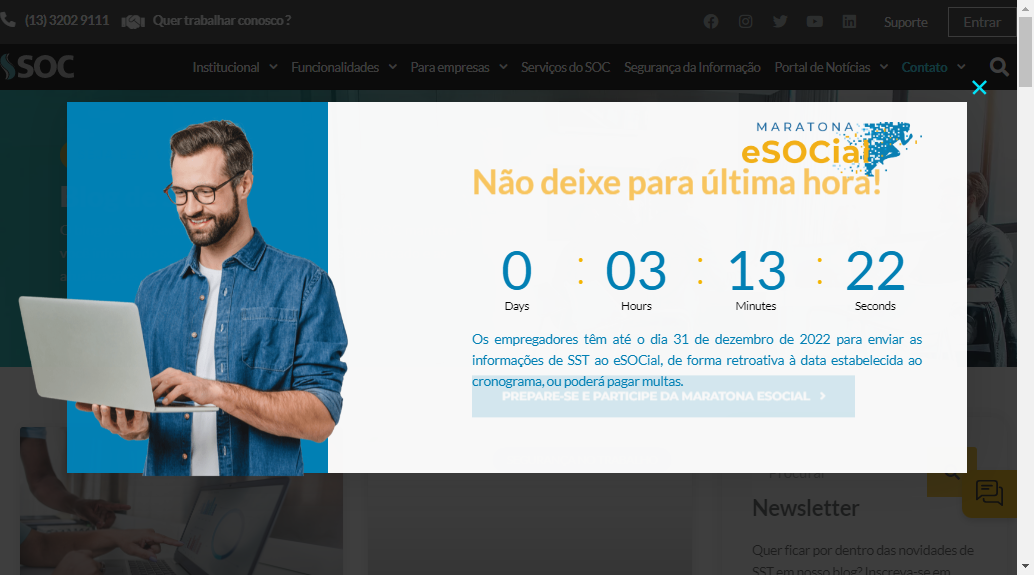 (13) 3202 9111 Quer trabalhar conosco ? Suporte Entrar
SOC Institucional Funcionalidades Para empresas Serviços do SOC Segurança da Informação Portal de Notícias Contato
MARATONA
eSOCial
Não deixe para última hora!
0 : 03 : 13 : 22
Days Hours Minutes Seconds
Os empregadores têm até o dia 31 de dezembro de 2022 para enviar as
informações de SST ao eSOCial, de forma retroativa à data estabelecida ao
cronograma, ou poderá pagar multas.
PREPARE-SE E PARTICIPE DA MARATONA ESOCIAL
Procurar
Newsletter
Quer ficar por dentro das novidades de
SST em nosso blog? Inscreva-se em